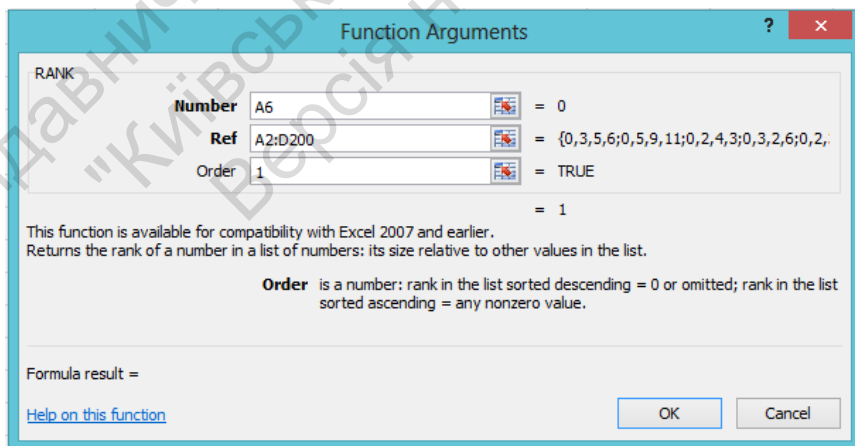 Function Arguments
?
×
RANK
Number A6 = 0
Ref A2:D200 = {0,3,5,6;0,5,9,11;0,2,4,3;0,3,2,6;0,2,
Order 1 = TRUE
= 1
This function is available for compatibility with Excel 2007 and earlier.
Returns the rank of a number in a list of numbers: its size relative to other values in the list.
Order is a number: rank in the list sorted descending = 0 or omitted; rank in the list
sorted ascending = any nonzero value.
Formula result =
Help on this function
OK Cancel